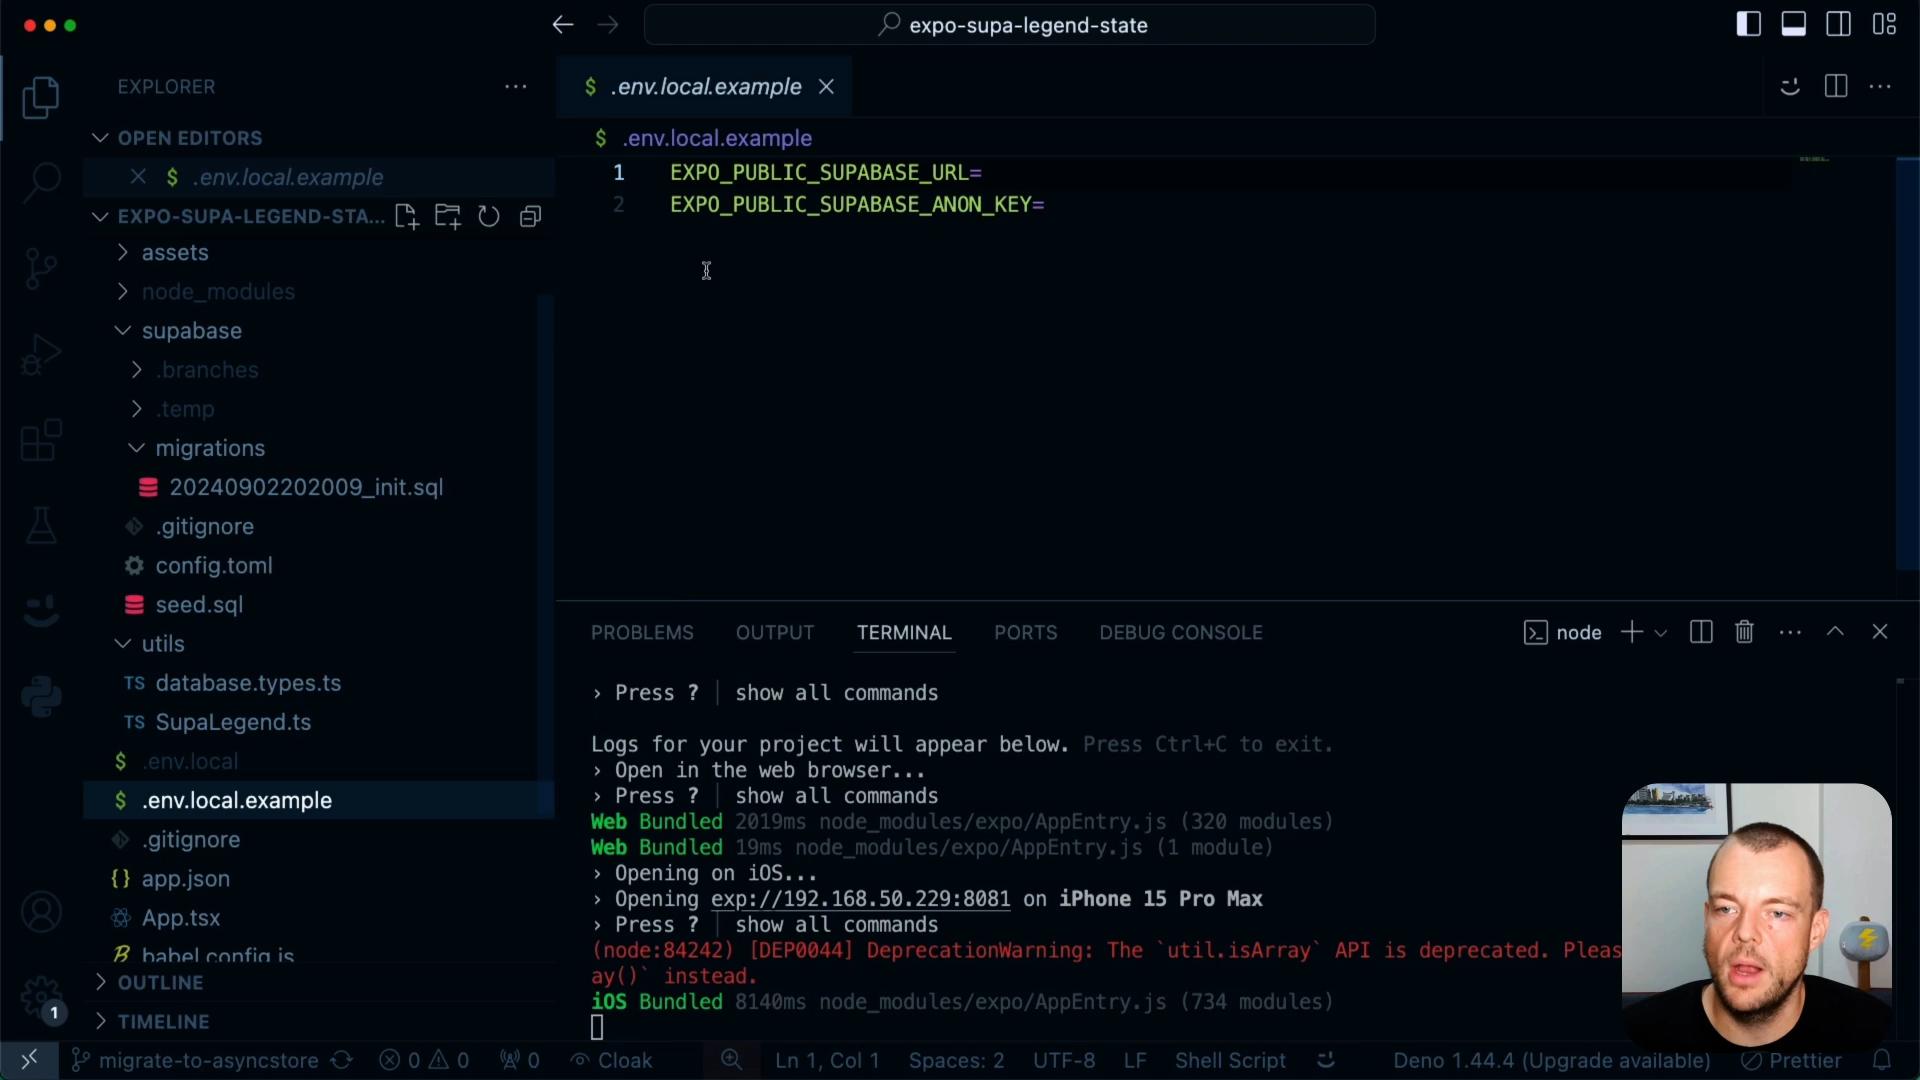 expo-supa-legend-state
EXPLORER
OPEN EDITORS
.env.local.example
EXPO-SUPA-LEGEND-STA...
assets
node_modules
supabase
.branches
.temp
migrations
20240902202009_init.sql
.gitignore
config.toml
seed.sql
utils
TS database.types.ts
TS SupaLegend.ts
$ .env.local
$ .env.local.example
.gitignore
{} app.json
App.tsx
babel.config.js
OUTLINE
TIMELINE
1
$ .env.local.example
$ .env.local.example
1 EXPO_PUBLIC_SUPABASE_URL=
2 EXPO_PUBLIC_SUPABASE_ANON_KEY=
PROBLEMS OUTPUT TERMINAL PORTS DEBUG CONSOLE
node
› Press ? │ show all commands
Logs for your project will appear below. Press Ctrl+C to exit.
› Open in the web browser...
› Press ? │ show all commands
Web Bundled 2019ms node_modules/expo/AppEntry.js (320 modules)
Web Bundled 19ms node_modules/expo/AppEntry.js (1 module)
› Opening on iOS...
› Opening exp://192.168.50.229:8081 on iPhone 15 Pro Max
› Press ? │ show all commands
(node:84242) [DEP0044] DeprecationWarning: The `util.isArray` API is deprecated. Pleas
ay()` instead.
iOS Bundled 8140ms node_modules/expo/AppEntry.js (734 modules)
migrate-to-asyncstore 0 0 0 Cloak Ln 1, Col 1 Spaces: 2 UTF-8 LF Shell Script Deno 1.44.4 (Upgrade available) Prettier